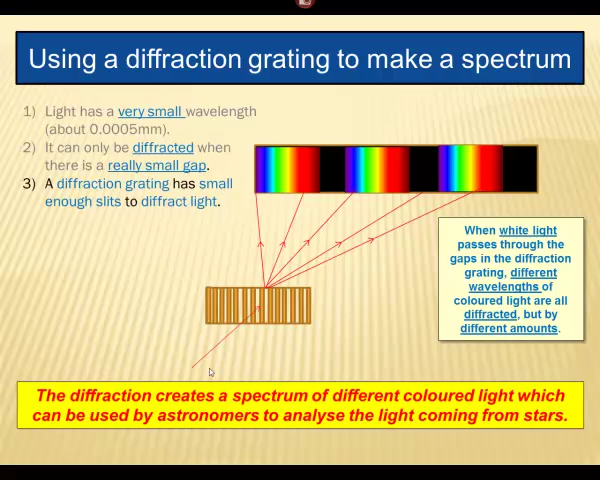 Using a diffraction grating to make a spectrum
1) Light has a very small wavelength
(about 0.0005mm).
2) It can only be diffracted when
there is a really small gap.
3) A diffraction grating has small
enough slits to diffract light.
When white light
passes through the
gaps in the diffraction
grating, different
wavelengths of
coloured light are all
diffracted, but by
different amounts.
The diffraction creates a spectrum of different coloured light which
can be used by astronomers to analyse the light coming from stars.